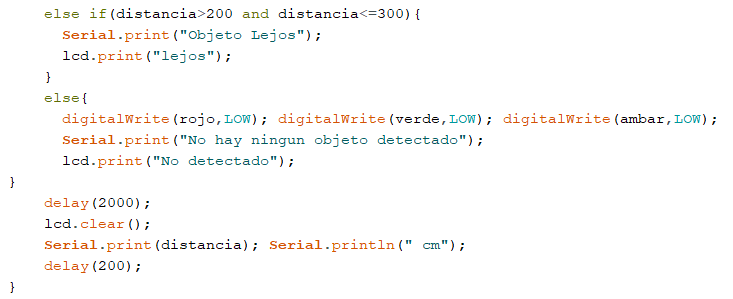 else if(distancia>200 and distancia<=300){
Serial.print("Objeto Lejos");
lcd.print("lejos");
}
else{
digitalWrite(rojo,LOW); digitalWrite(verde,LOW); digitalWrite(ambar,LOW);
Serial.print("No hay ningun objeto detectado");
lcd.print("No detectado");
}
delay(2000);
lcd.clear();
Serial.print(distancia); Serial.println(" cm");
delay(200);
}